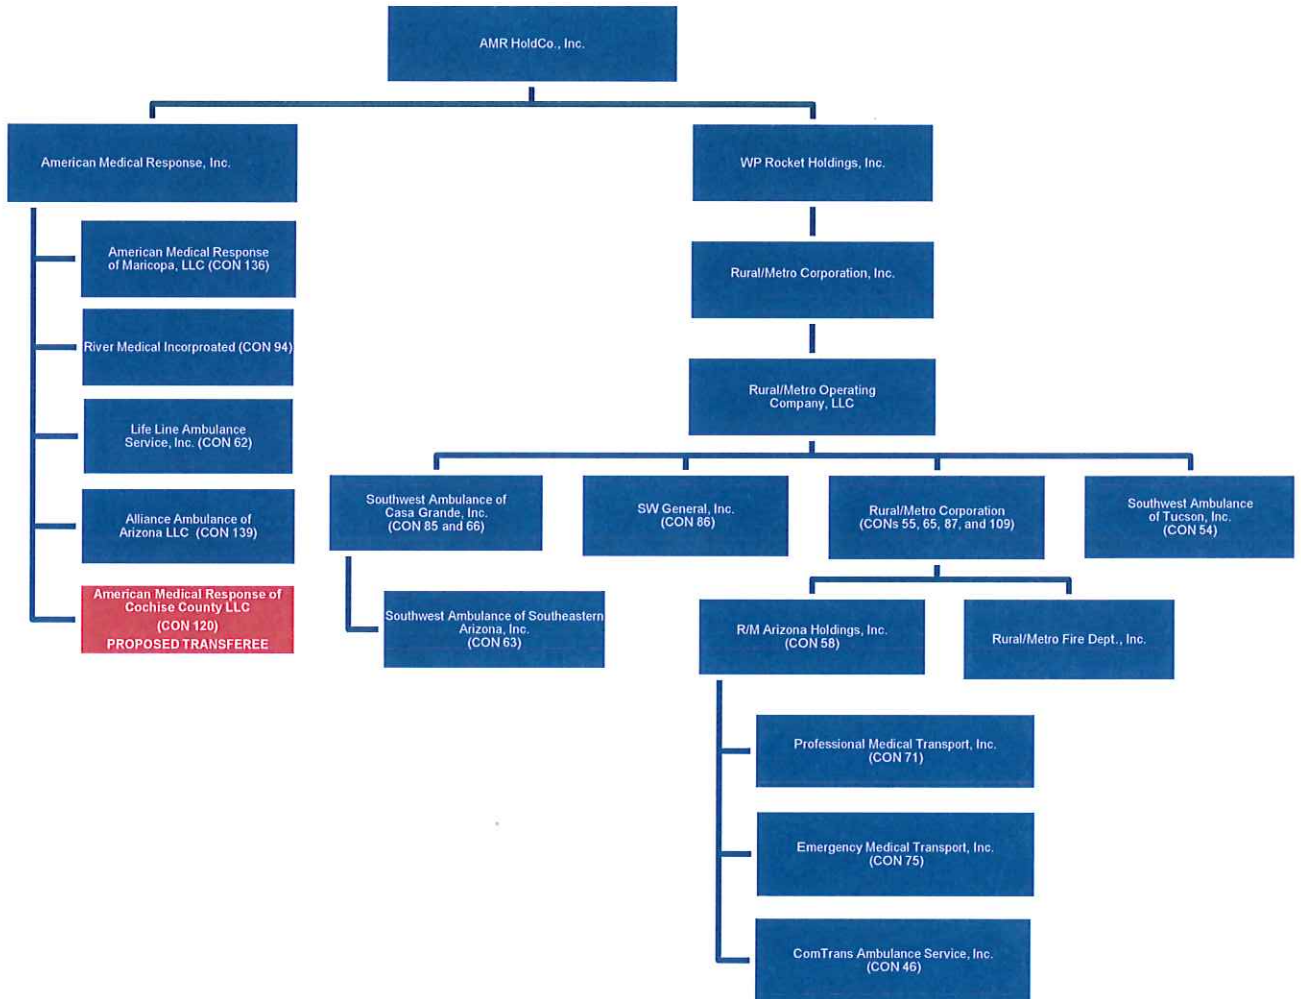 AMR HoldCo., Inc.
American Medical Response, Inc.
WP Rocket Holdings, Inc.
American Medical Response
of Maricopa, LLC (CON 136)
Rural/Metro Corporation, Inc.
River Medical Incorproated (CON 94)
Rural/Metro Operating
Company, LLC
Life Line Ambulance
Service, Inc. (CON 62)
Alliance Ambulance of
Arizona LLC (CON 139)
Southwest Ambulance of
Casa Grande, Inc.
(CON 85 and 66)
SW General, Inc.
(CON 86)
Rural/Metro Corporation
(CONs 55, 65, 87, and 109)
Southwest Ambulance
of Tucson, Inc.
(CON 54)
American Medical Response of
Cochise County LLC
(CON 120)
PROPOSED TRANSFEREE
Southwest Ambulance of Southeastern
Arizona, Inc.
(CON 63)
R/M Arizona Holdings, Inc.
(CON 58)
Rural/Metro Fire Dept., Inc.
Professional Medical Transport, Inc.
(CON 71)
Emergency Medical Transport, Inc.
(CON 75)
ComTrans Ambulance Service, Inc.
(CON 46)